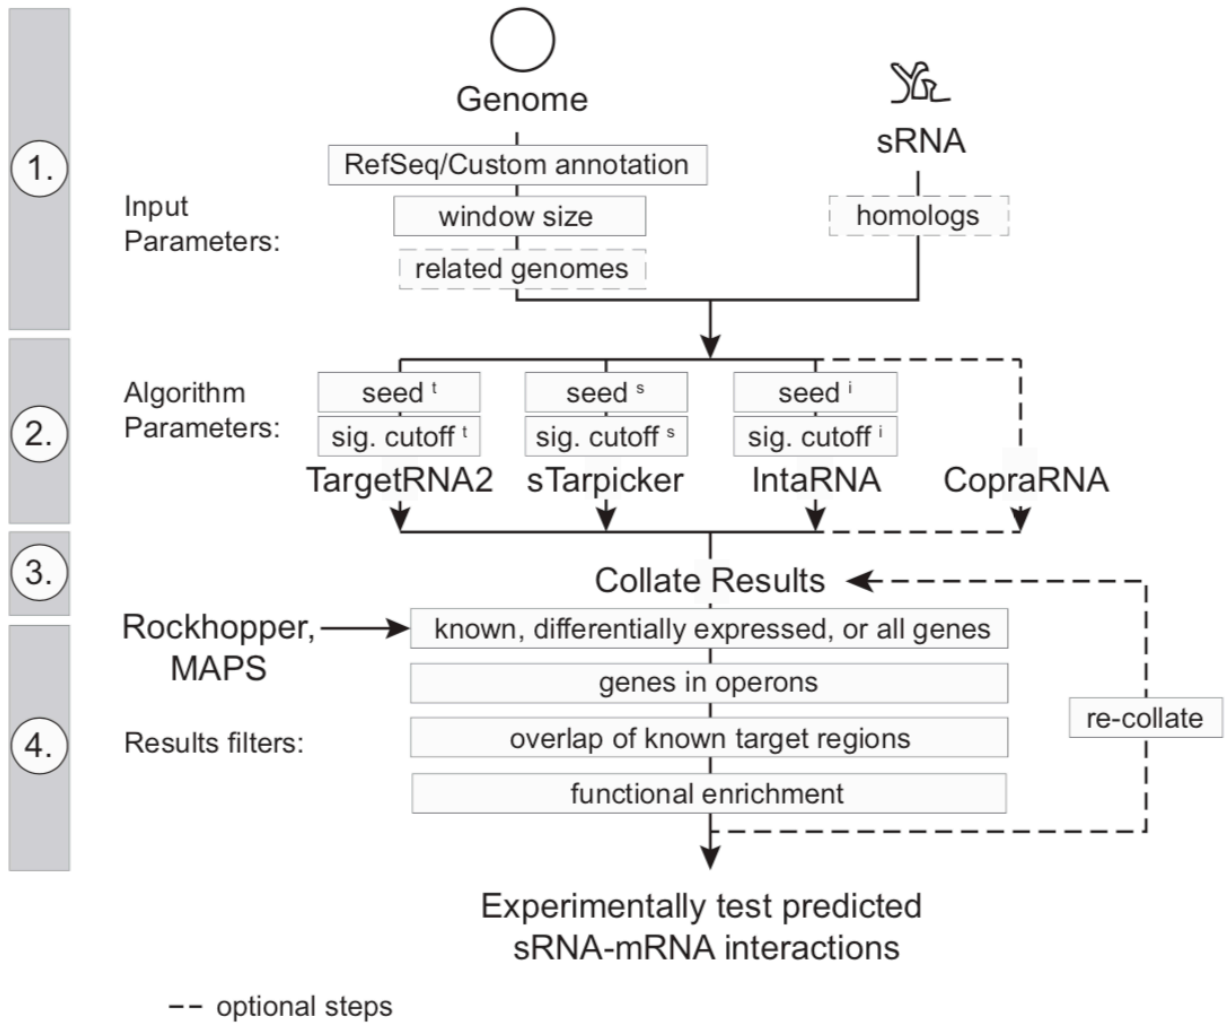 1.
Genome
sRNA
RefSeq/Custom annotation
Input
Parameters:
window size
homologs
related genomes
2.
Algorithm
Parameters:
seed t
seed s
seed i
sig. cutoff t
sig. cutoff s
sig. cutoff i
TargetRNA2
sTarpicker
IntaRNA
CopraRNA
3.
Collate Results
Rockhopper,
MAPS
known, differentially expressed, or all genes
genes in operons
re-collate
4.
Results filters:
overlap of known target regions
functional enrichment
Experimentally test predicted
sRNA-mRNA interactions
-- optional steps